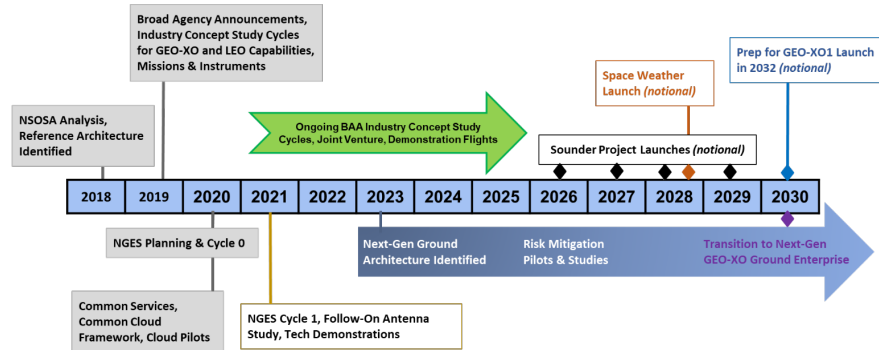 Broad Agency Announcements,
Industry Concept Study Cycles
for GEO-XO and LEO Capabilities,
Missions & Instruments
NSOSA Analysis,
Reference Architecture
Identified
Ongoing BAA Industry Concept Study
Cycles, Joint Venture, Demonstration Flights
Space Weather
Launch (notional)
Prep for GEO-XO1 Launch
in 2032 (notional)
Sounder Project Launches (notional)
2018 2019 2020 2021 2022 2023 2024 2025 2026 2027 2028 2029 2030
NGES Planning & Cycle 0
Common Services,
Common Cloud
Framework, Cloud Pilots
NGES Cycle 1, Follow-On Antenna
Study, Tech Demonstrations
Next-Gen Ground
Architecture Identified
Risk Mitigation
Pilots & Studies
Transition to Next-Gen
GEO-XO Ground Enterprise